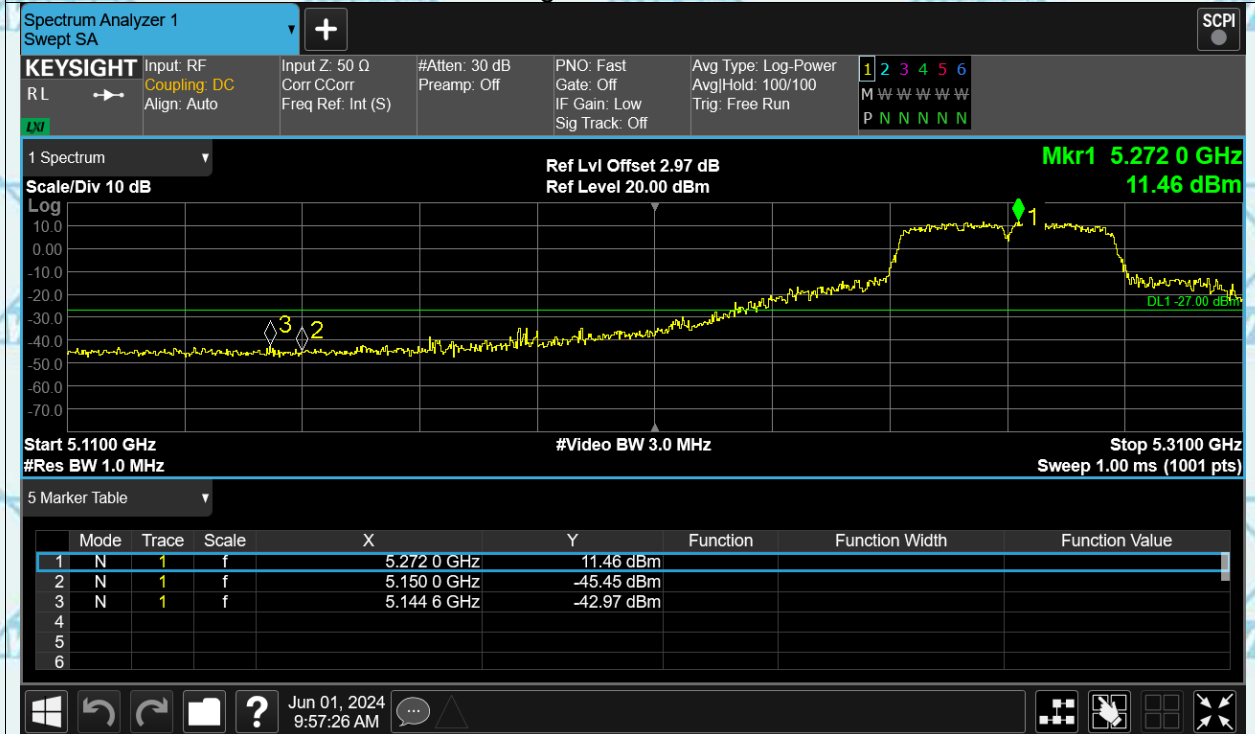 Spectrum Analyzer 1
Swept SA
+
SCPI
KEYSIGHT
RL
LXI
Input: RF
Coupling: DC
Align: Auto
Input Z: 50 Ω
Corr CCorr
Freq Ref: Int (S)
#Atten: 30 dB
Preamp: Off
PNO: Fast
Gate: Off
IF Gain: Low
Sig Track: Off
Avg Type: Log-Power
Avg|Hold: 100/100
Trig: Free Run
1 2 3 4 5 6
M W W W W W
P N N N N N
1 Spectrum
Scale/Div 10 dB
Ref Lvl Offset 2.97 dB
Ref Level 20.00 dBm
Mkr1 5.272 0 GHz
11.46 dBm
Log
10.0
0.00
-10.0
-20.0
-30.0
-40.0
-50.0
-60.0
-70.0
1
DL1 -27.00 dBm
3
2
Start 5.1100 GHz
#Video BW 3.0 MHz
Stop 5.3100 GHz
#Res BW 1.0 MHz
Sweep 1.00 ms (1001 pts)
5 Marker Table
Mode Trace Scale X Y Function Function Width Function Value
1 N 1 f 5.272 0 GHz 11.46 dBm
2 N 1 f 5.150 0 GHz -45.45 dBm
3 N 1 f 5.144 6 GHz -42.97 dBm
4
5
6
?
Jun 01, 2024
9:57:26 AM